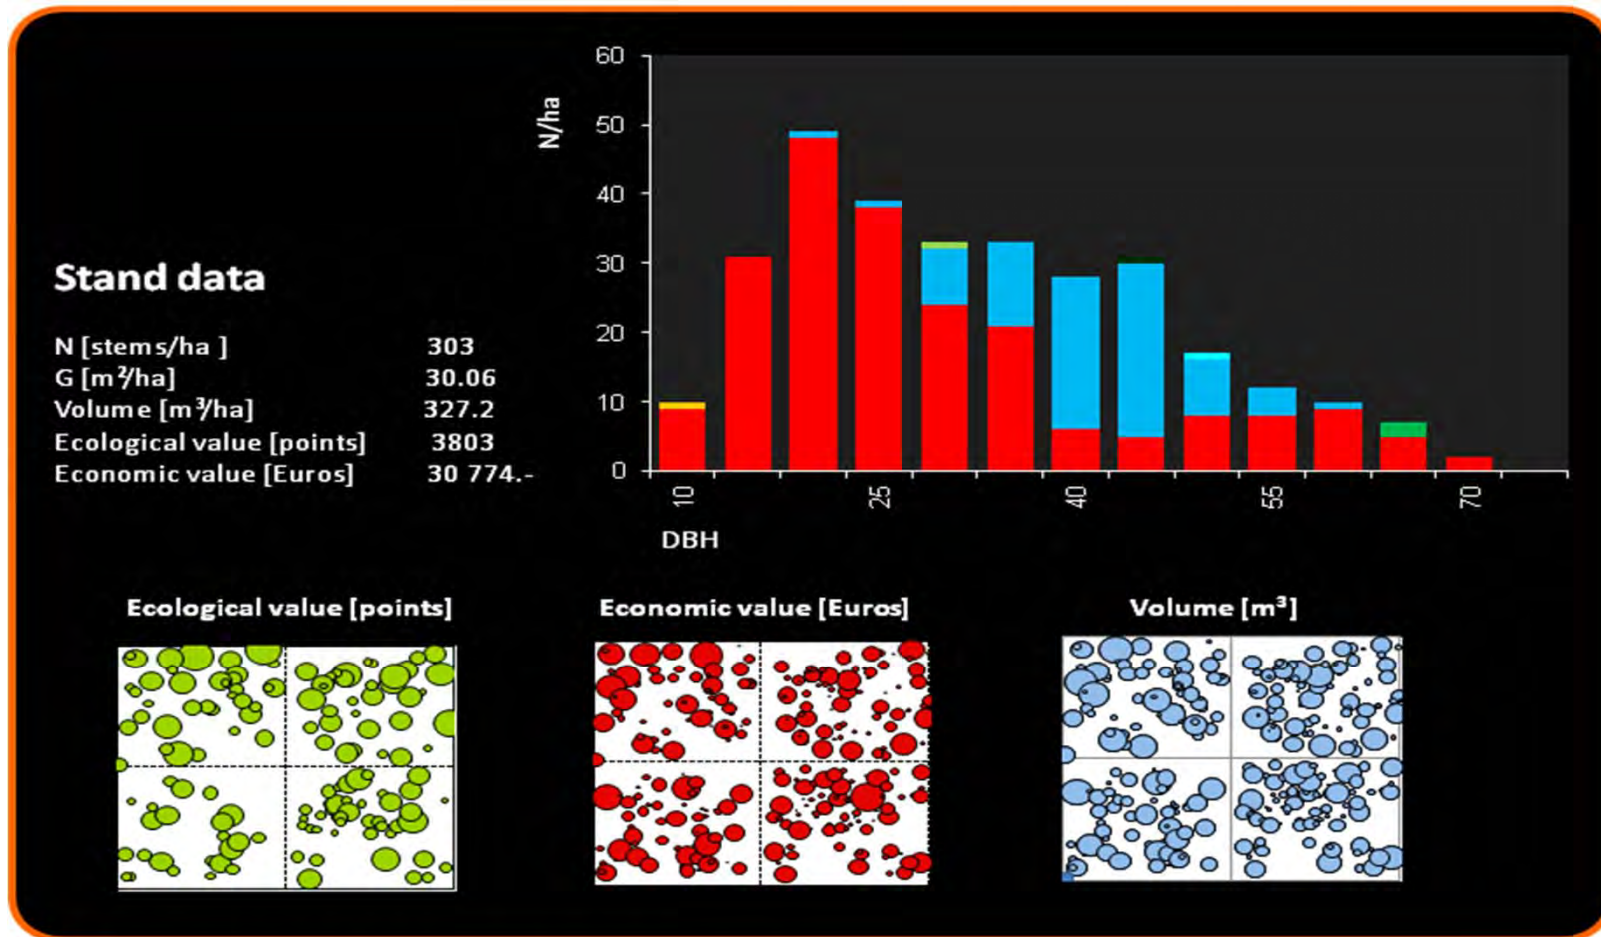 60
50
40
30
20
10
0
N/ha
10
25
40
55
70
DBH
Stand data
N [stems/ha ] 303
G [m²/ha] 30.06
Volume [m³/ha] 327.2
Ecological value [points] 3803
Economic value [Euros] 30 774.-
Ecological value [points]
Economic value [Euros]
Volume [m³]